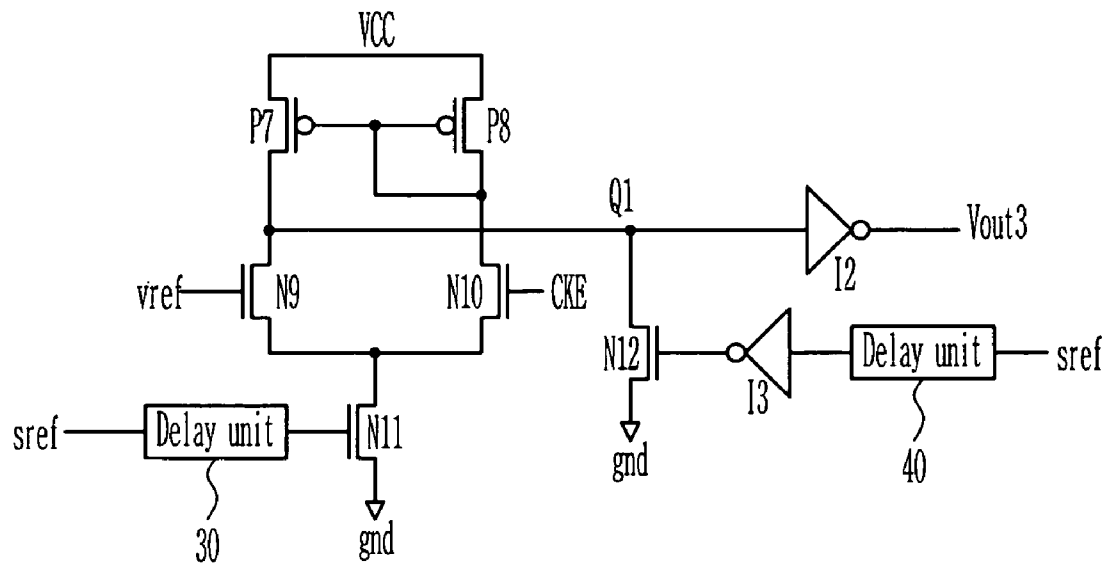 VCC
P7
P8
Q1
Vout3
I2
vref
N9
N10
CKE
N12
I3
Delay unit
sref
sref
Delay unit
N11
gnd
40
30
gnd